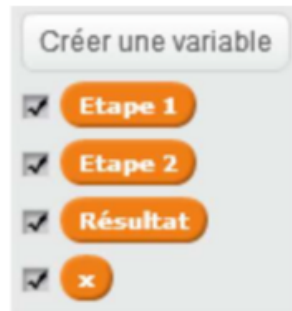 Créer une variable
Etape 1
Etape 2
Résultat
x